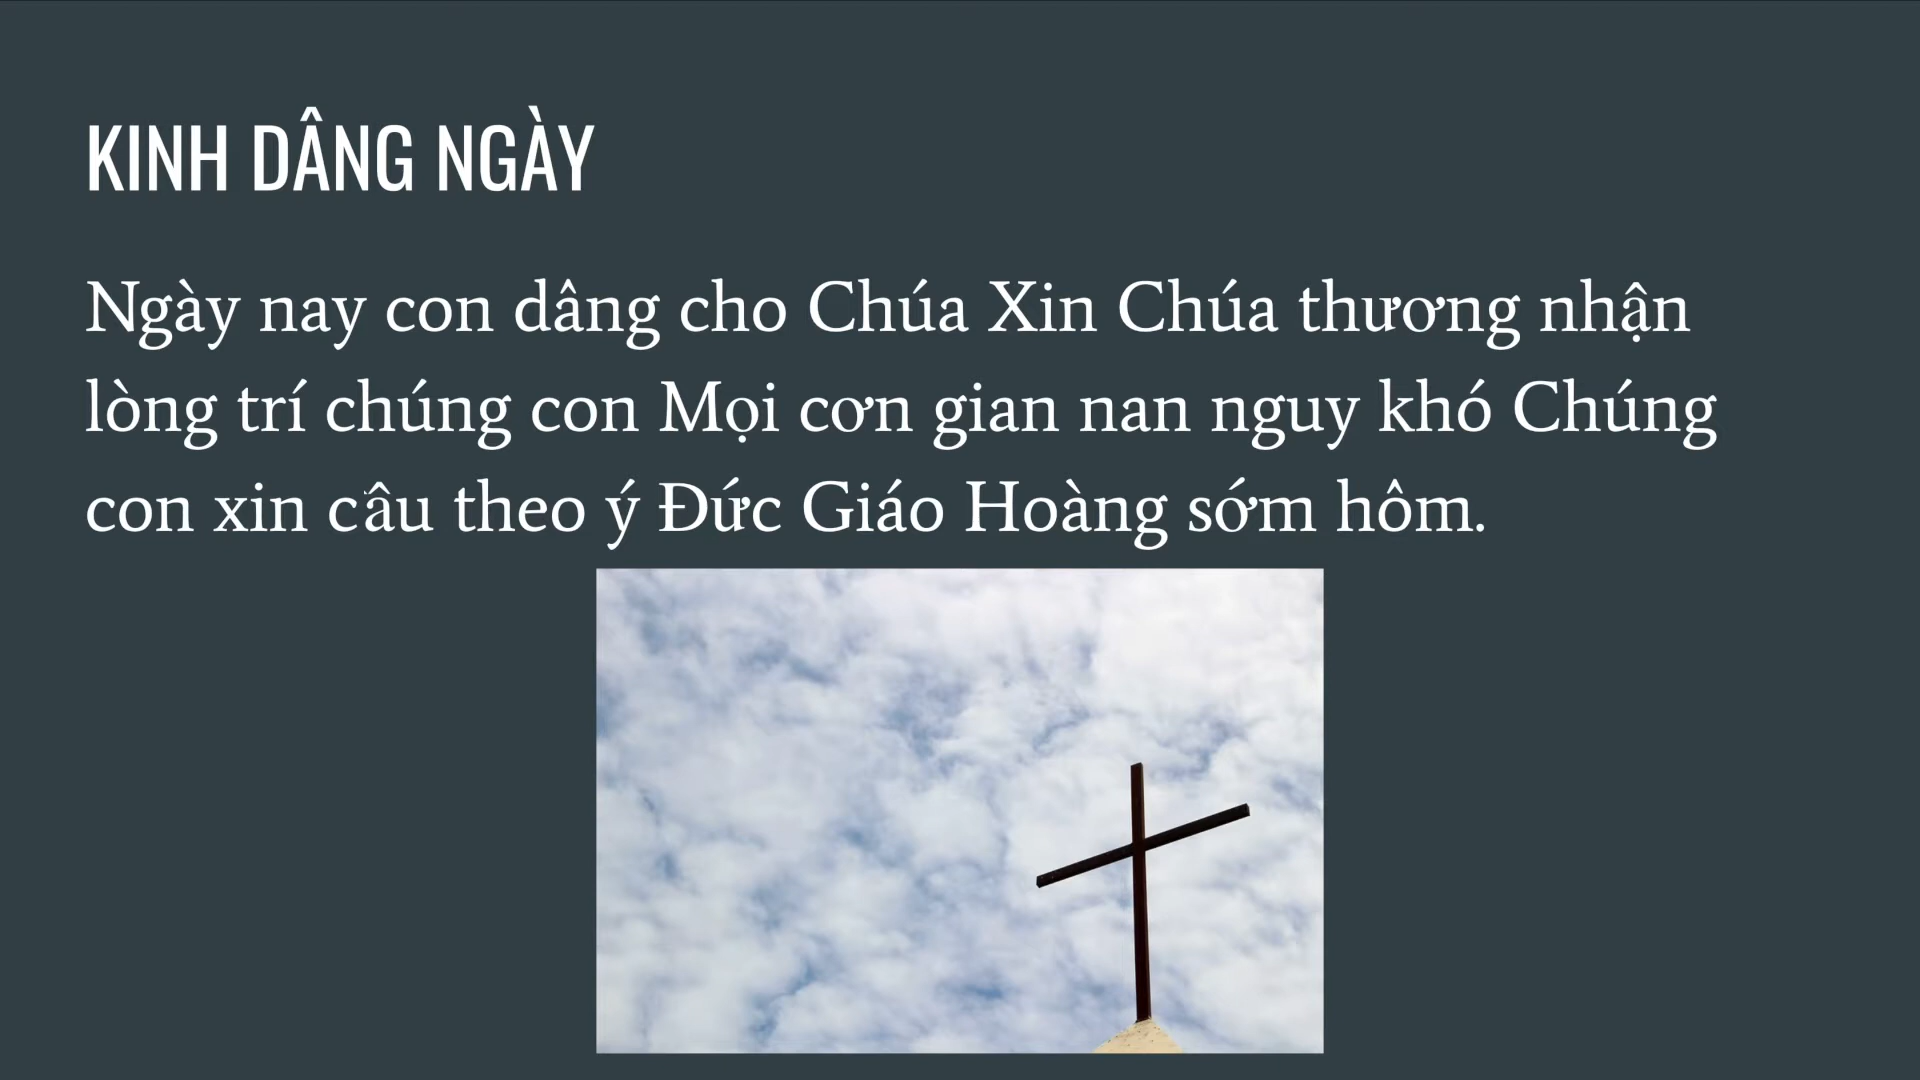 KINH DÂNG NGÀY
Ngày nay con dâng cho Chúa Xin Chúa thương nhận
lòng trí chúng con Mọi cơn gian nan nguy khó Chúng
con xin câu theo ý Đức Giáo Hoàng sớm hôm.